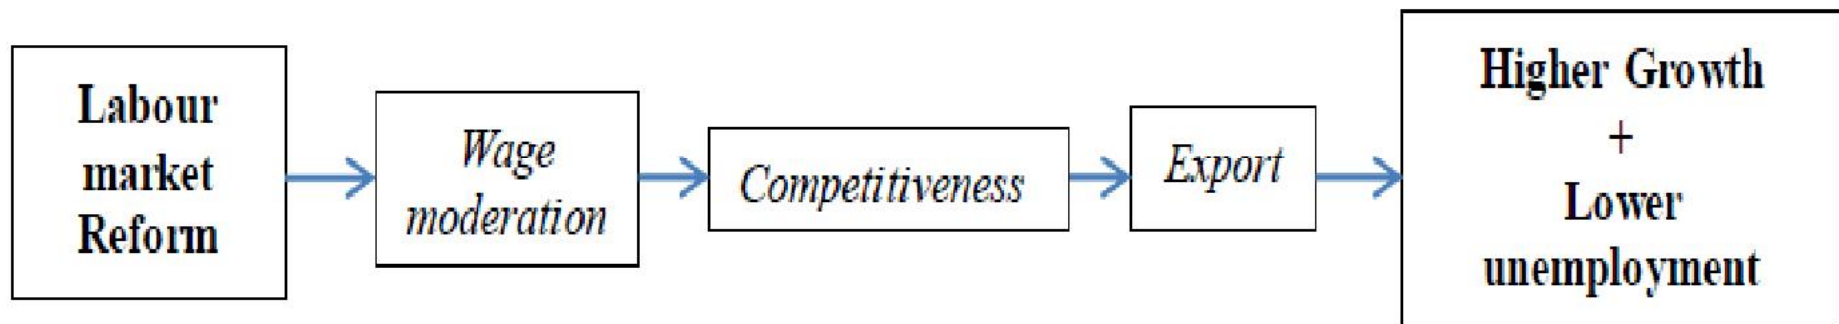 Labour
market
Reform
Wage
moderation
Competitiveness
Export
Higher Growth
+
Lower
unemployment